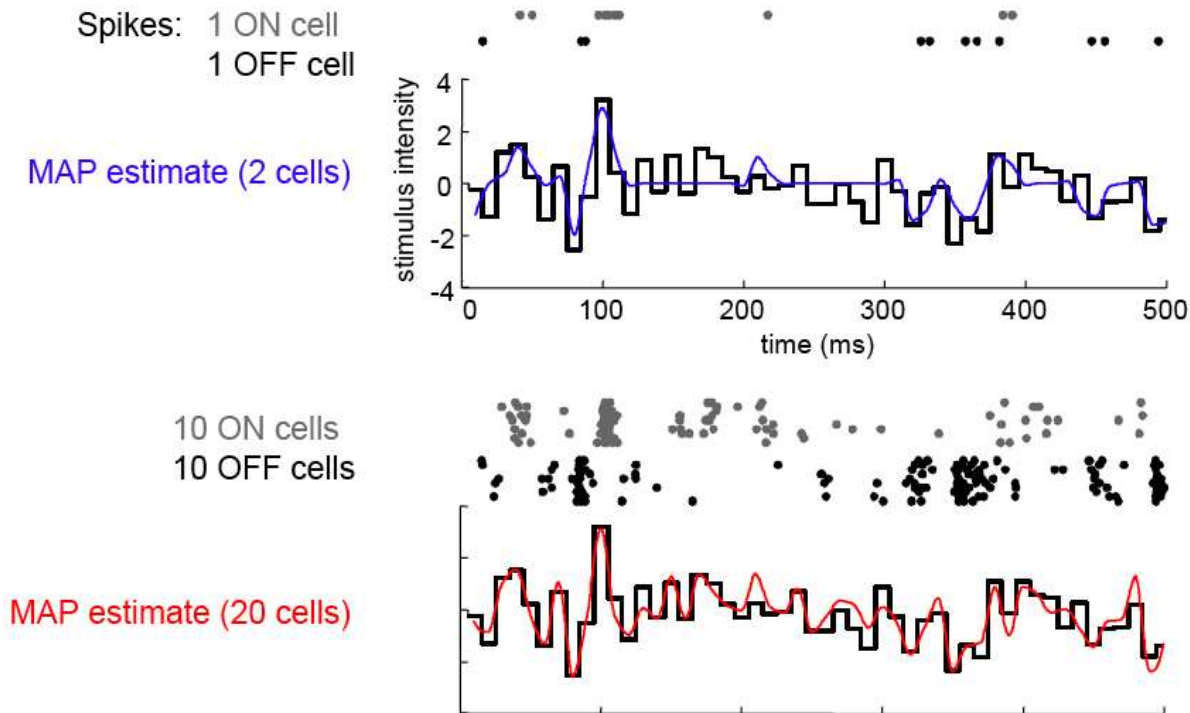 Spikes: 1 ON cell
1 OFF cell
MAP estimate (2 cells)
stimulus intensity
4
2
0
-2
-4
0 100 200 300 400 500
time (ms)
10 ON cells
10 OFF cells
MAP estimate (20 cells)